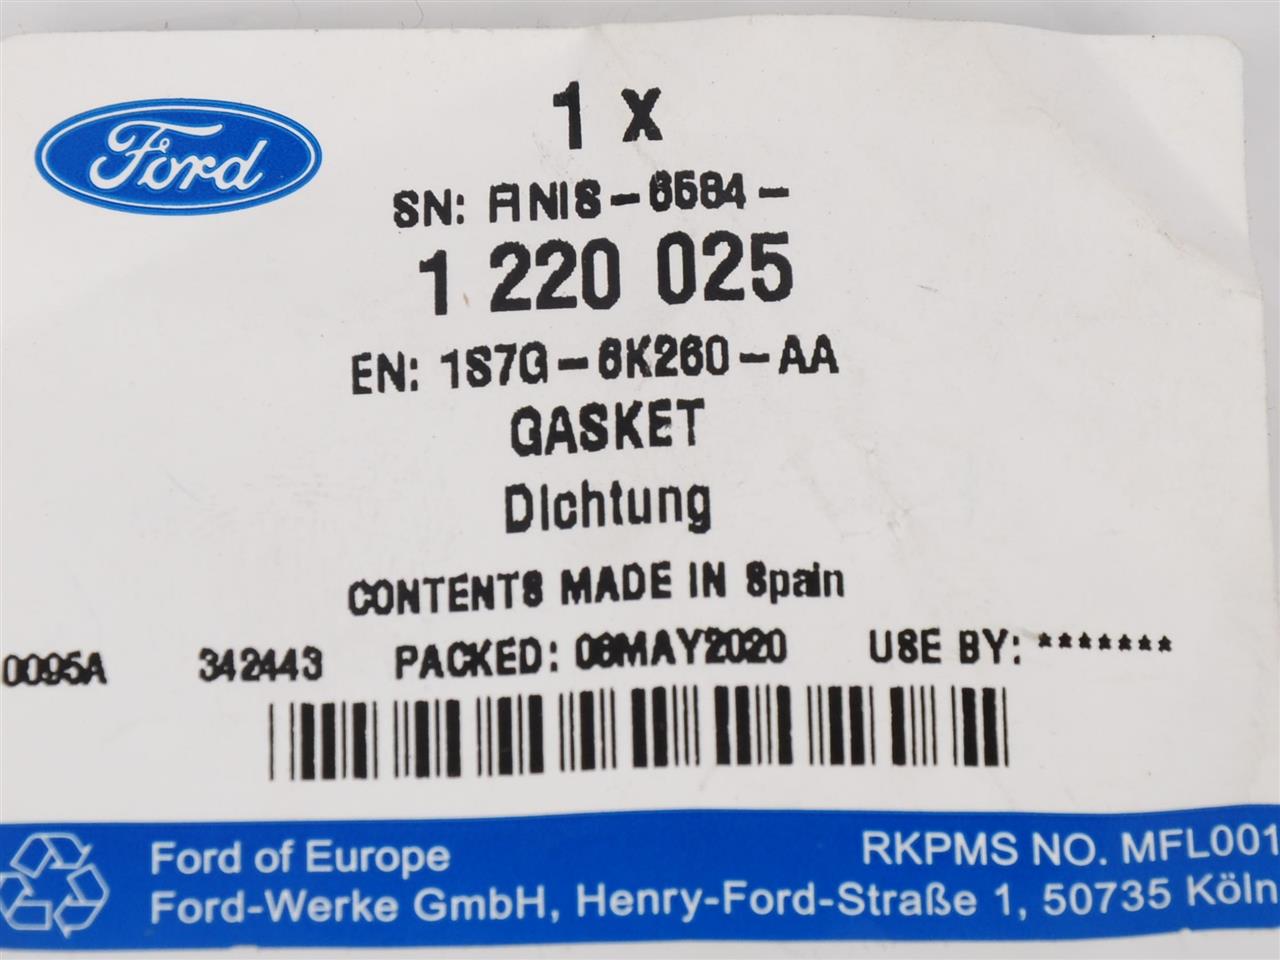 Ford
1 x
SN: FINIS-6584-
1 220 025
EN: 1S7G-6K260-AA
GASKET
Dichtung
CONTENTS MADE IN Spain
0095A 342443 PACKED: 06MAY2020 USE BY: *******
Ford of Europe RKPMS NO. MFL001
Ford-Werke GmbH, Henry-Ford-Straße 1, 50735 Köln